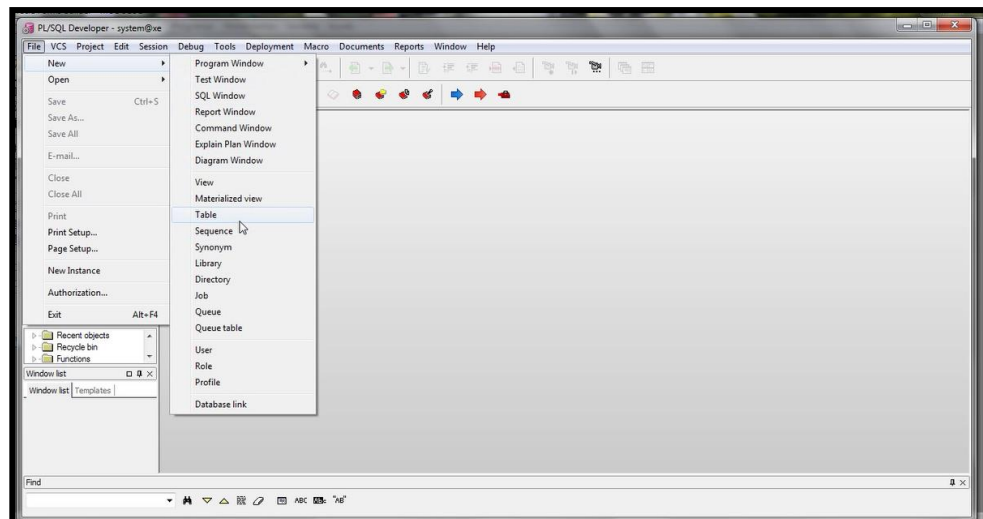 PL/SQL Developer - system@xe
File VCS Project Edit Session Debug Tools Deployment Macro Documents Reports Window Help
New
Open
Save Ctrl+S
Save As...
Save All
E-mail...
Close
Close All
Print
Print Setup...
Page Setup...
New Instance
Authorization...
Exit Alt+F4
Program Window
Test Window
SQL Window
Report Window
Command Window
Explain Plan Window
Diagram Window
View
Materialized view
Table
Sequence
Synonym
Library
Directory
Job
Queue
Queue table
User
Role
Profile
Database link
Recent objects
Recycle bin
Functions
Window list
Window list Templates
Find
ABC "AB"